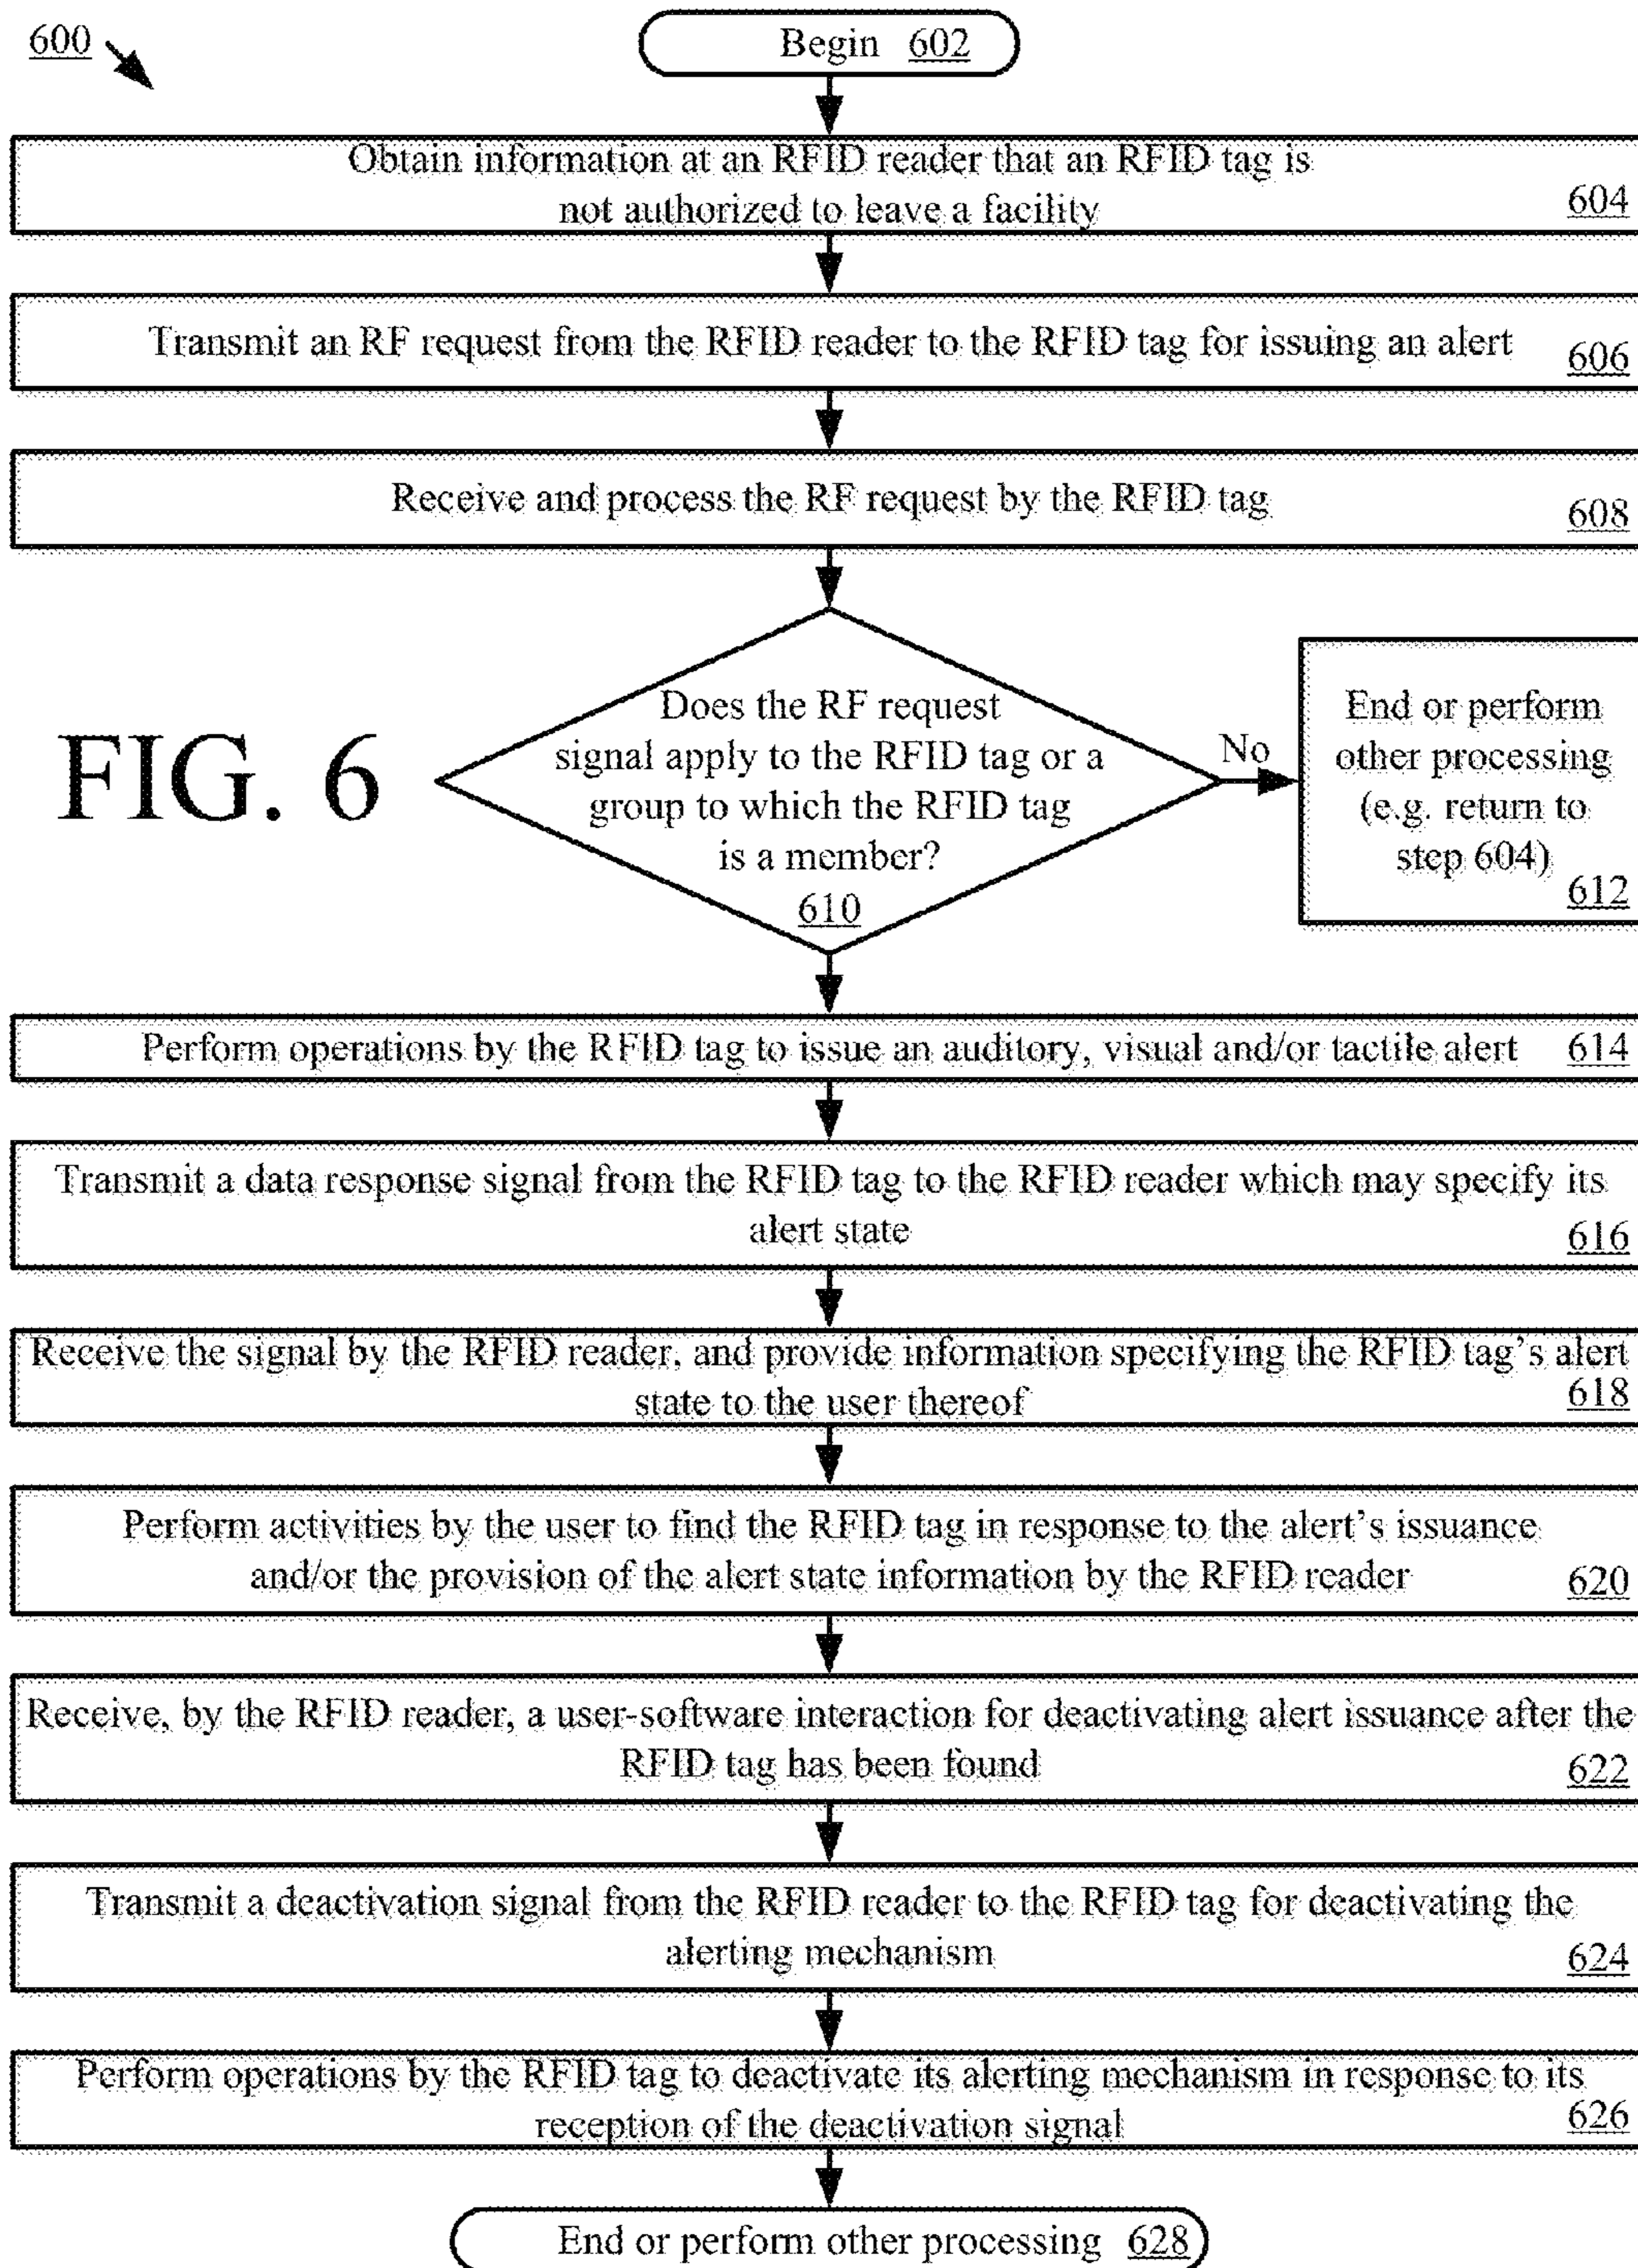 600
Begin 602
Obtain information at an RFID reader that an RFID tag is
not authorized to leave a facility
604
Transmit an RF request from the RFID reader to the RFID tag for issuing an alert
606
Receive and process the RF request by the RFID tag
608
FIG. 6
Does the RF request
signal apply to the RFID tag or a
group to which the RFID tag
is a member?
610
No
End or perform
other processing
(e.g. return to
step 604)
612
Perform operations by the RFID tag to issue an auditory, visual and/or tactile alert 614
Transmit a data response signal from the RFID tag to the RFID reader which may specify its
alert state
616
Receive the signal by the RFID reader, and provide information specifying the RFID tag's alert
state to the user thereof
618
Perform activities by the user to find the RFID tag in response to the alert's issuance
and/or the provision of the alert state information by the RFID reader
620
Receive, by the RFID reader, a user-software interaction for deactivating alert issuance after the
RFID tag has been found
622
Transmit a deactivation signal from the RFID reader to the RFID tag for deactivating the
alerting mechanism
624
Perform operations by the RFID tag to deactivate its alerting mechanism in response to its
reception of the deactivation signal
626
End or perform other processing 628